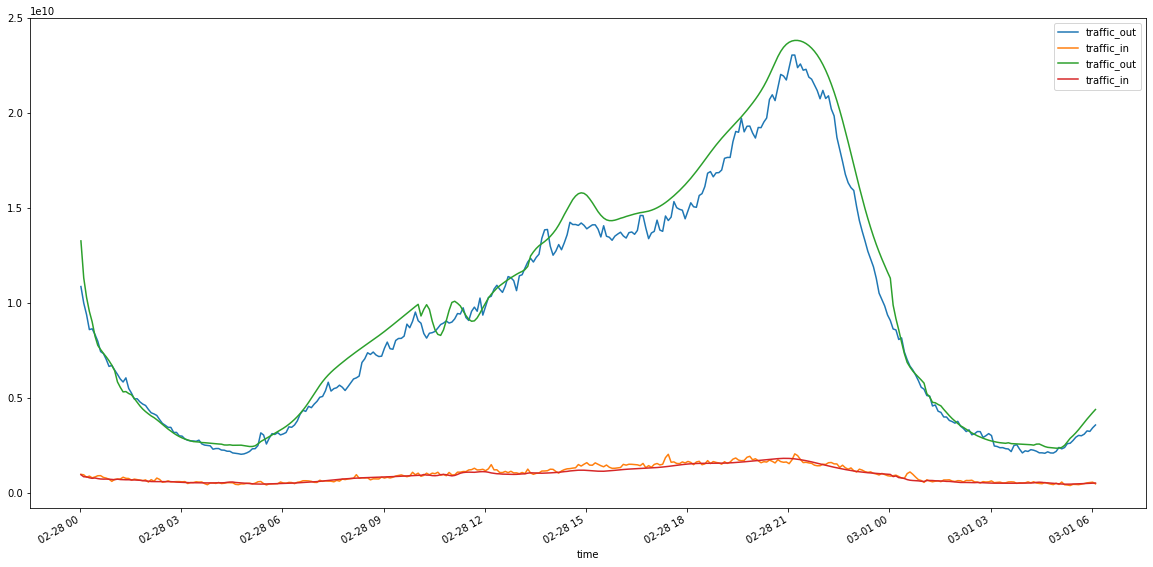 1e10
2.5
2.0
1.5
1.0
0.5
0.0
traffic_out
traffic_in
traffic_out
traffic_in
02-28 00
02-28 03
02-28 06
02-28 09
02-28 12
02-28 15
02-28 18
02-28 21
03-01 00
03-01 03
03-01 06
time